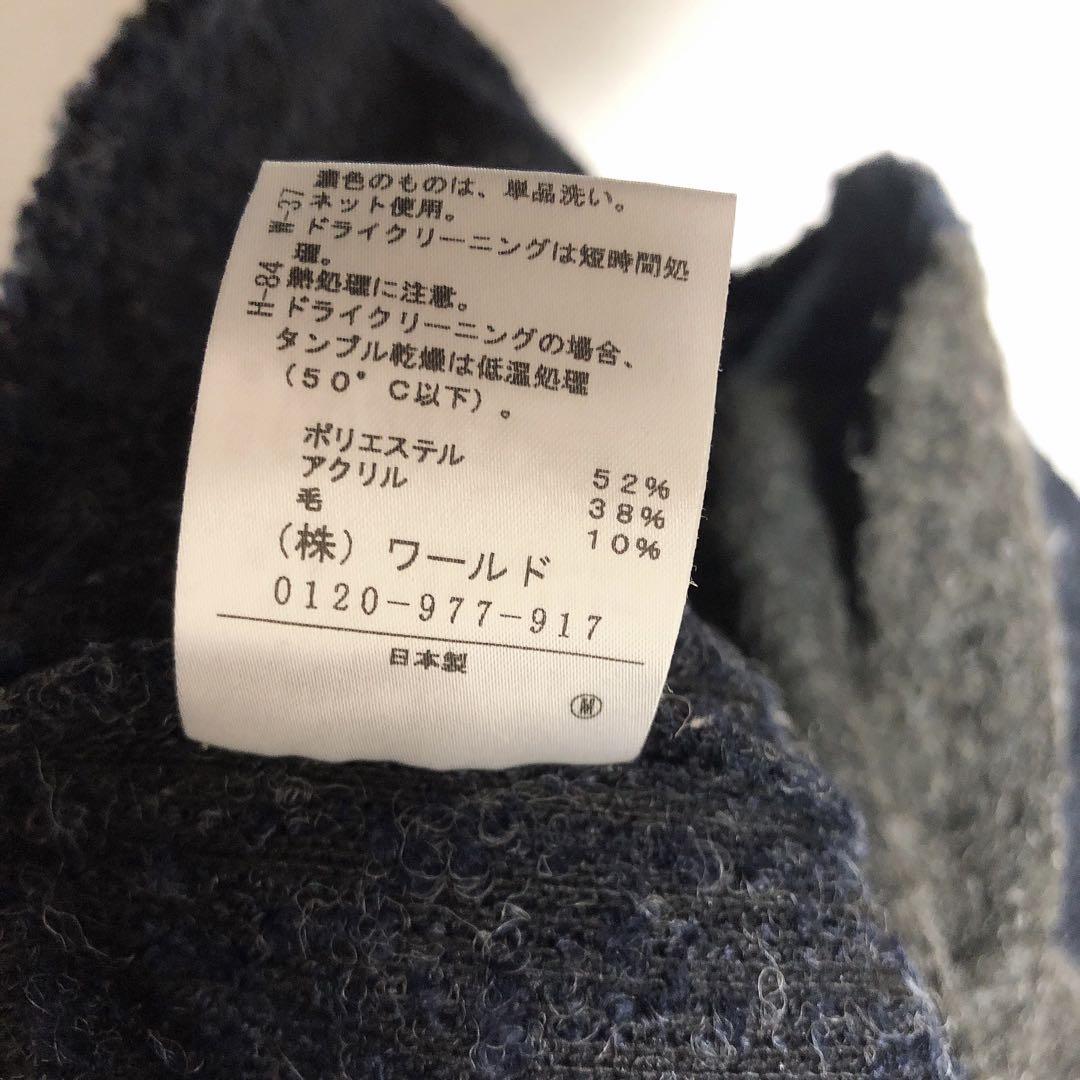 W-37
H-84
濃色のものは、単品洗い。
ネット使用。
ドライクリーニングは短時間処
理。
熱処理に注意。
ドライクリーニングの場合、
タンブル乾燥は低温処理
(50°C以下)。
ポリエステル 52%
アクリル 38%
毛 10%
(株) ワールド
0120-977-917
日本製
Ⓜ